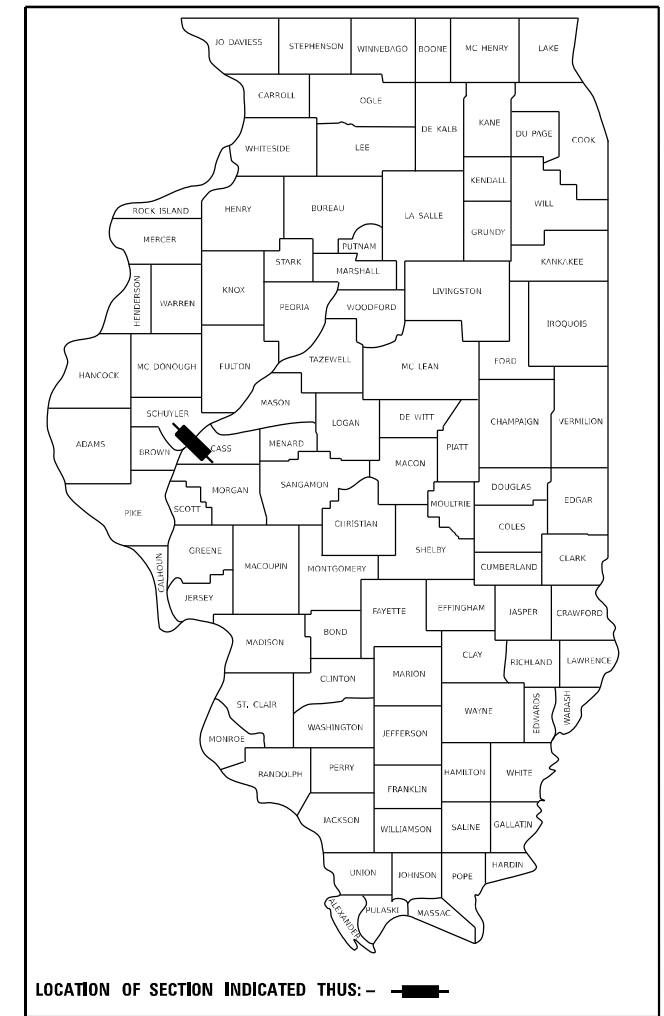 JO DAVIESS STEPHENSON WINNEBAGO BOONE MC HENRY LAKE
CARROLL OGLE DE KALB KANE DU PAGE COOK
WHITESIDE LEE
KENDALL WILL
ROCK ISLAND HENRY BUREAU LA SALLE
MERCER PUTNAM GRUNDY
STARK MARSHALL KANKAKEE
HENDERSON WARREN KNOX PEORIA WOODFORD LIVINGSTON
IROQUOIS
HANCOCK MC DONOUGH FULTON TAZEWELL MC LEAN FORD
SCHUYLER MASON
ADAMS BROWN CASS MENARD LOGAN DE WITT PIATT CHAMPAIGN VERMILION
MACON
PIKE SCOTT MORGAN SANGAMON MOULTRIE DOUGLAS EDGAR
CHRISTIAN COLES
CALHOUN GREENE MACOUPIN MONTGOMERY SHELBY CUMBERLAND CLARK
JERSEY FAYETTE EFFINGHAM JASPER CRAWFORD
MADISON BOND
CLAY RICHLAND LAWRENCE
CLINTON MARION
ST. CLAIR WAYNE EDWARDS WABASH
WASHINGTON JEFFERSON
MONROE
RANDOLPH PERRY HAMILTON WHITE
FRANKLIN
JACKSON WILLIAMSON SALINE GALLATIN
UNION JOHNSON POPE HARDIN
ALEXANDER PULASKI MASSAC
LOCATION OF SECTION INDICATED THUS: –